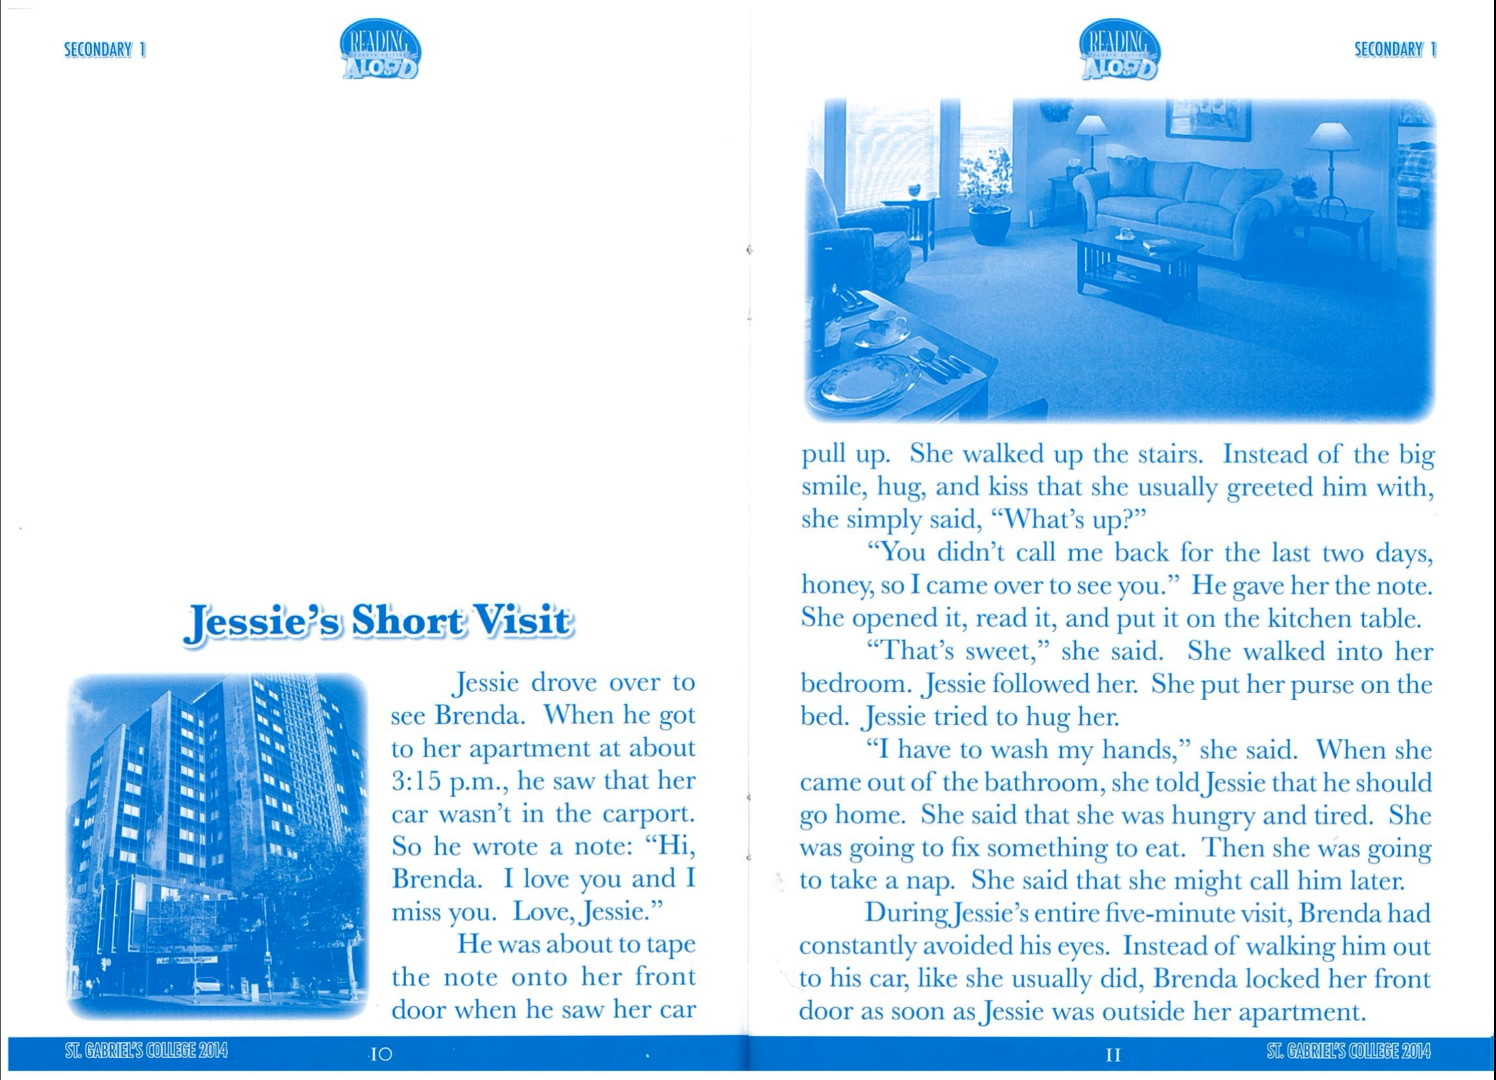 SECONDARY 1
READING
ALOUD
Jessie's Short Visit
Jessie drove over to
see Brenda. When he got
to her apartment at about
3:15 p.m., he saw that her
car wasn't in the carport.
So he wrote a note: "Hi,
Brenda. I love you and I
miss you. Love, Jessie."
He was about to tape
the note onto her front
door when he saw her car
ST. GABRIEL'S COLLEGE 2014
10
READING
ALOUD
SECONDARY 1
pull up. She walked up the stairs. Instead of the big
smile, hug, and kiss that she usually greeted him with,
she simply said, "What's up?"
"You didn't call me back for the last two days,
honey, so I came over to see you." He gave her the note.
She opened it, read it, and put it on the kitchen table.
"That's sweet," she said. She walked into her
bedroom. Jessie followed her. She put her purse on the
bed. Jessie tried to hug her.
"I have to wash my hands," she said. When she
came out of the bathroom, she told Jessie that he should
go home. She said that she was hungry and tired. She
was going to fix something to eat. Then she was going
to take a nap. She said that she might call him later.
During Jessie's entire five-minute visit, Brenda had
constantly avoided his eyes. Instead of walking him out
to his car, like she usually did, Brenda locked her front
door as soon as Jessie was outside her apartment.
11
ST. GABRIEL'S COLLEGE 2014